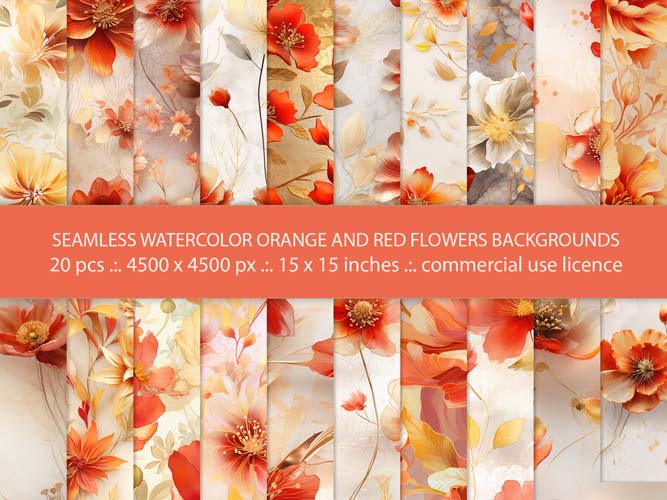 SEAMLESS WATERCOLOR ORANGE AND RED FLOWERS BACKGROUNDS
20 pcs .:. 4500 x 4500 px .:. 15 x 15 inches .:. commercial use licence